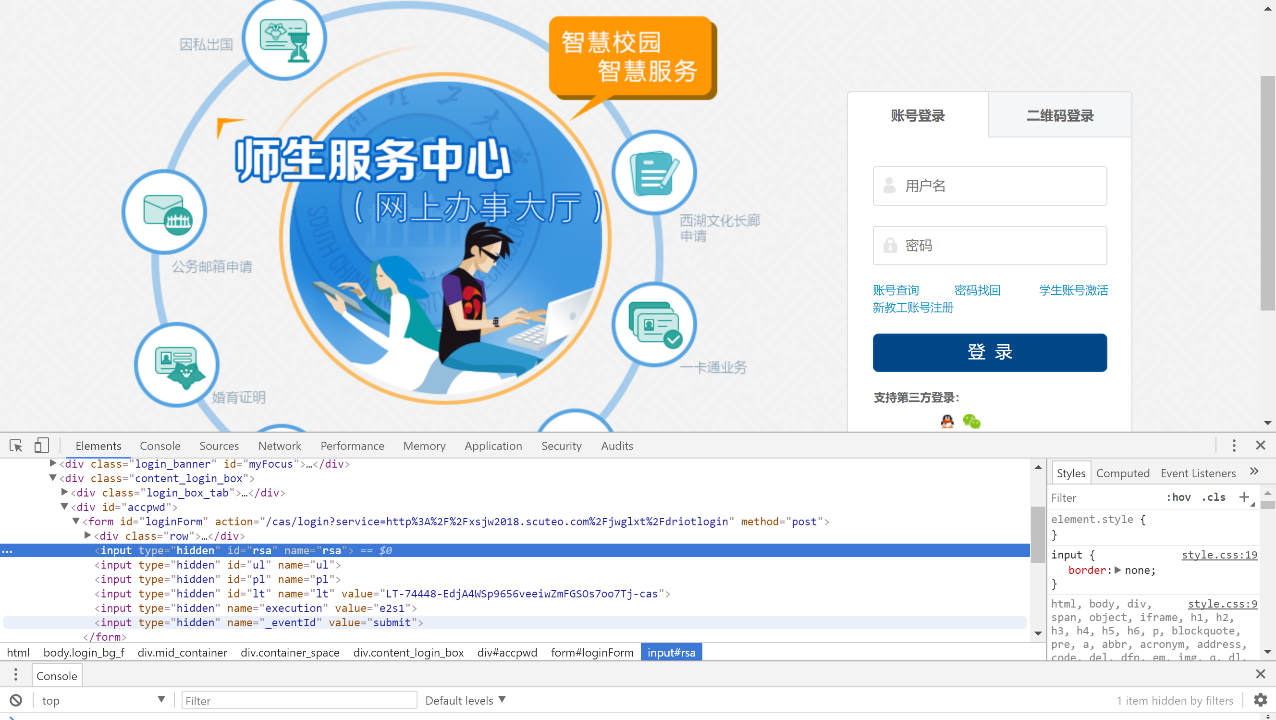 因私出国
智慧校园
智慧服务
账号登录
二维码登录
师生服务中心
(网上办事大厅)
用户名
西湖文化长廊
申请
密码
公务邮箱申请
账号查询 密码找回 学生账号激活
新教工账号注册
登 录
一卡通业务
婚育证明
支持第三方登录:
Elements Console Sources Network Performance Memory Application Security Audits
▶<div class="login_banner" id="myFocus">…</div>
▼<div class="content_login_box">
▶<div class="login_box_tab">…</div>
▼<div id="accpwd">
▼<form id="loginForm" action="/cas/login?service=http%3A%2F%2Fxsjw2018.scuteo.com%2Fjwglxt%2Fdriotlogin" method="post">
▶<div class="row">…</div>
… <input type="hidden" id="rsa" name="rsa"> == $0
<input type="hidden" id="ul" name="ul">
<input type="hidden" id="pl" name="pl">
<input type="hidden" id="lt" name="lt" value="LT-74448-EdjA4WSp9656veeiwZmFGSOs7oo7Tj-cas">
<input type="hidden" name="execution" value="e2s1">
<input type="hidden" name="_eventId" value="submit">
</form>
html body.login_bg_f div.mid_container div.container_space div.content_login_box div#accpwd form#loginForm input#rsa
Styles Computed Event Listeners »
Filter :hov .cls +
element.style {
}
input { style.css:19
border:▶none;
}
html, body, div, style.css:9
span, object, iframe, h1, h2,
h3, h4, h5, h6, p, blockquote,
pre, a, abbr, acronym, address,
code, del, dfn, em, img, q, dl,
Console
top ▼ Filter Default levels ▼ 1 item hidden by filters